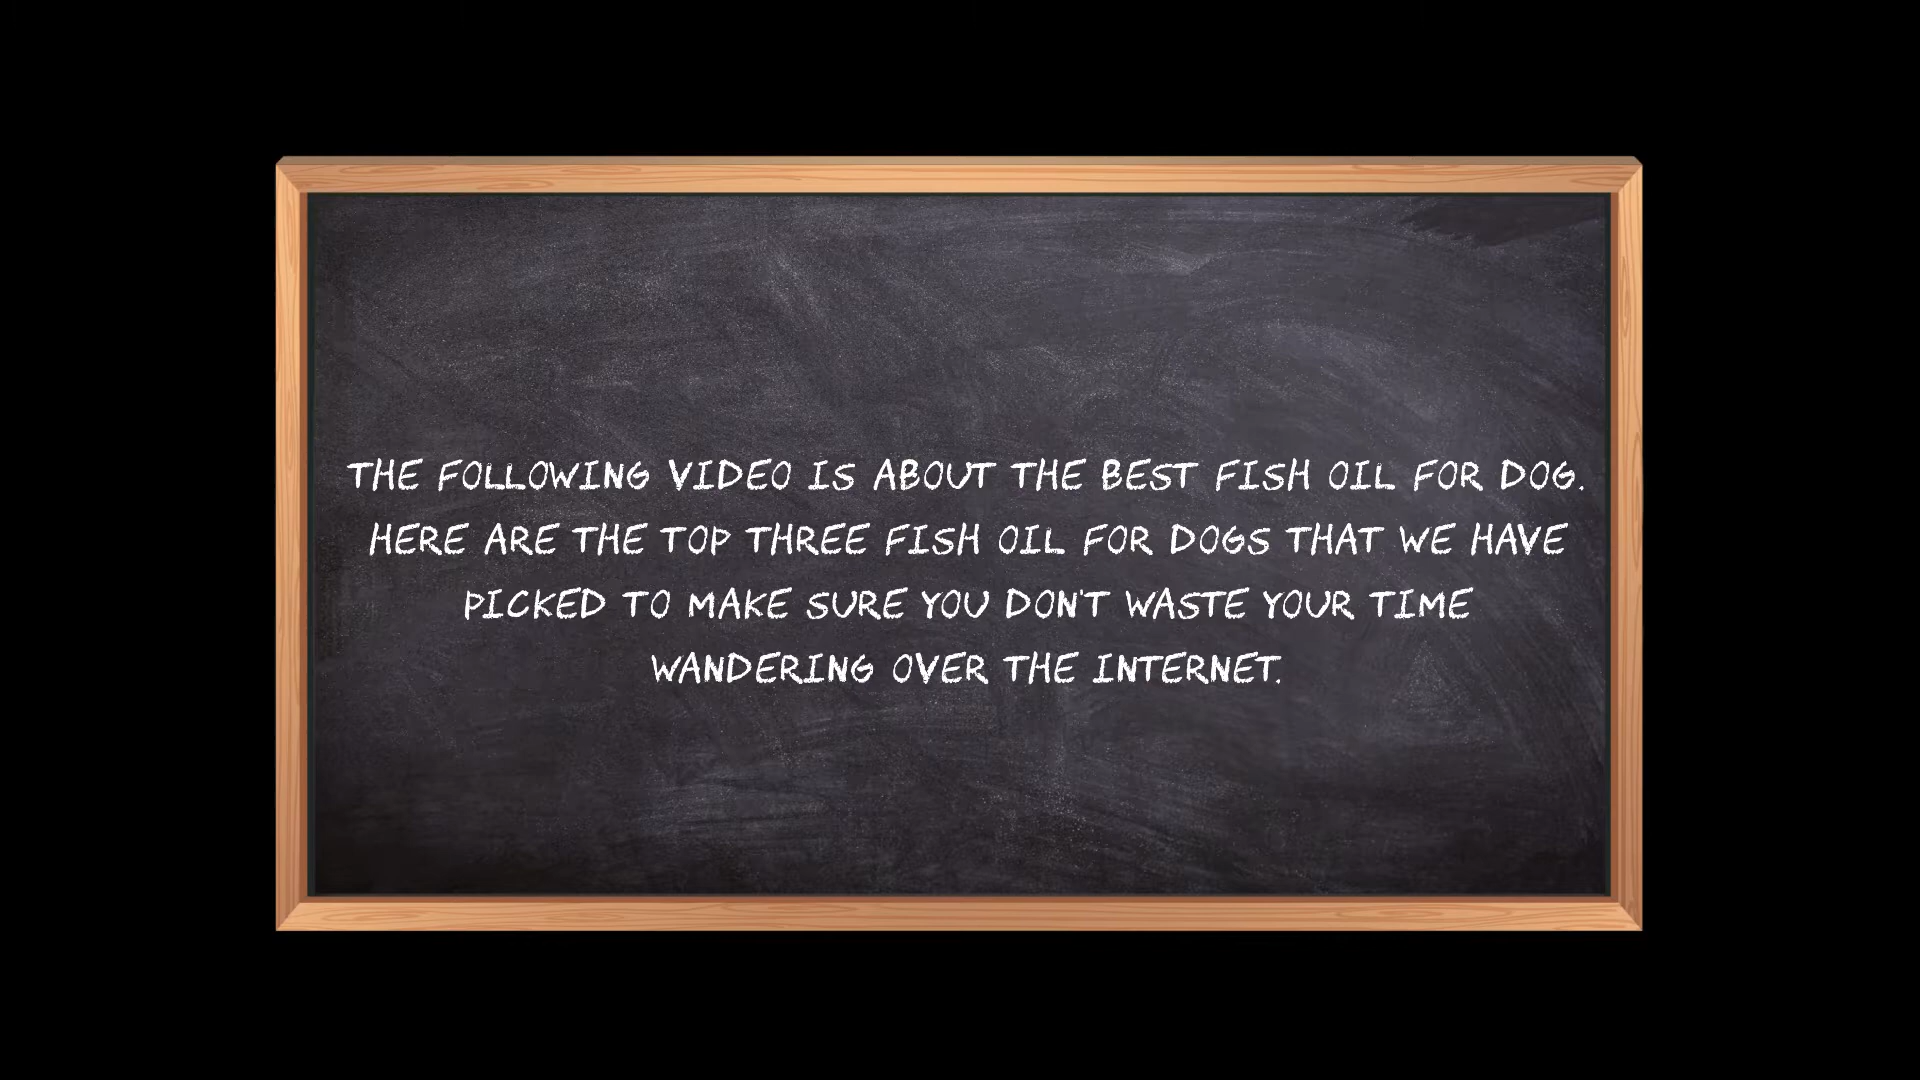 THE FOLLOWING VIDEO IS ABOUT THE BEST FISH OIL FOR DOG.
HERE ARE THE TOP THREE FISH OIL FOR DOGS THAT WE HAVE
PICKED TO MAKE SURE YOU DON'T WASTE YOUR TIME
WANDERING OVER THE INTERNET.